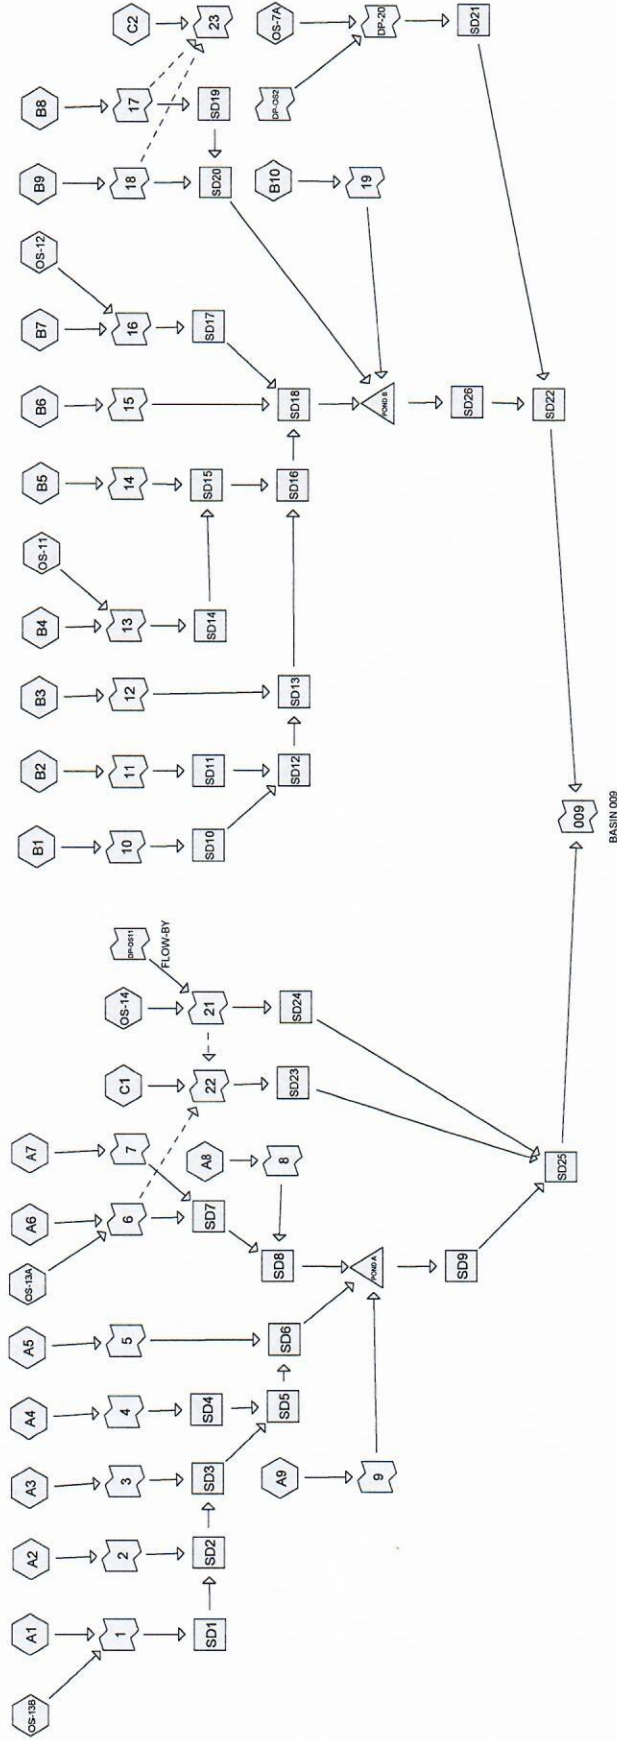 OS-13B
A1
A2
A3
A4
A5
OS-13A
A6
A7
C1
OS-14
DP-OS11
FLOW-BY
B1
B2
B3
B4
OS-11
B5
B6
B7
OS-12
B9
B8
C2
1
2
3
4
5
6
7
22
21
10
11
12
13
14
15
16
18
17
23
SD1
SD2
SD3
SD4
SD7
A8
SD23
SD24
SD10
SD11
SD14
SD15
SD17
SD20
SD19
A9
SD5
SD6
SD8
8
SD12
SD13
SD16
SD18
B10
DP-OS2
OS-7A
9
POND A
POND B
19
DP-20
SD9
SD26
SD21
SD25
009
SD22
BASIN 009